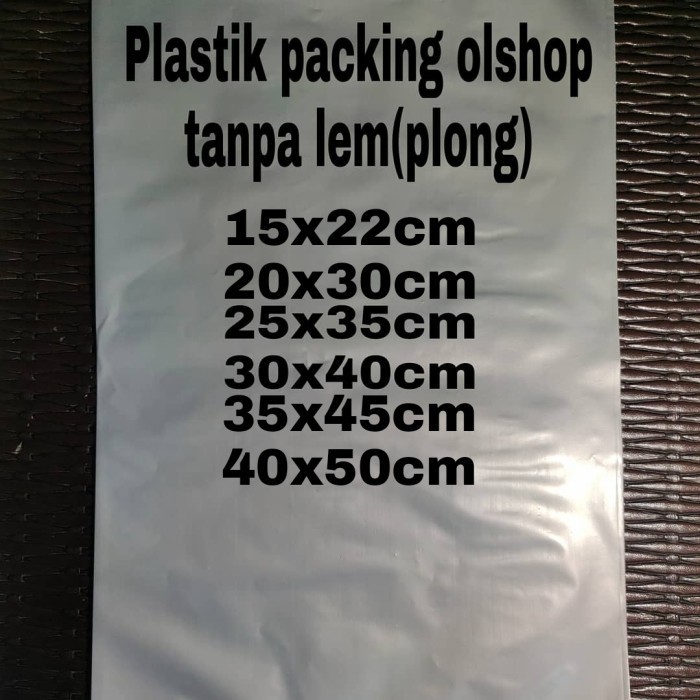 Plastik packing olshop
tanpa lem(plong)
15x22cm
20x30cm
25x35cm
30x40cm
35x45cm
40x50cm